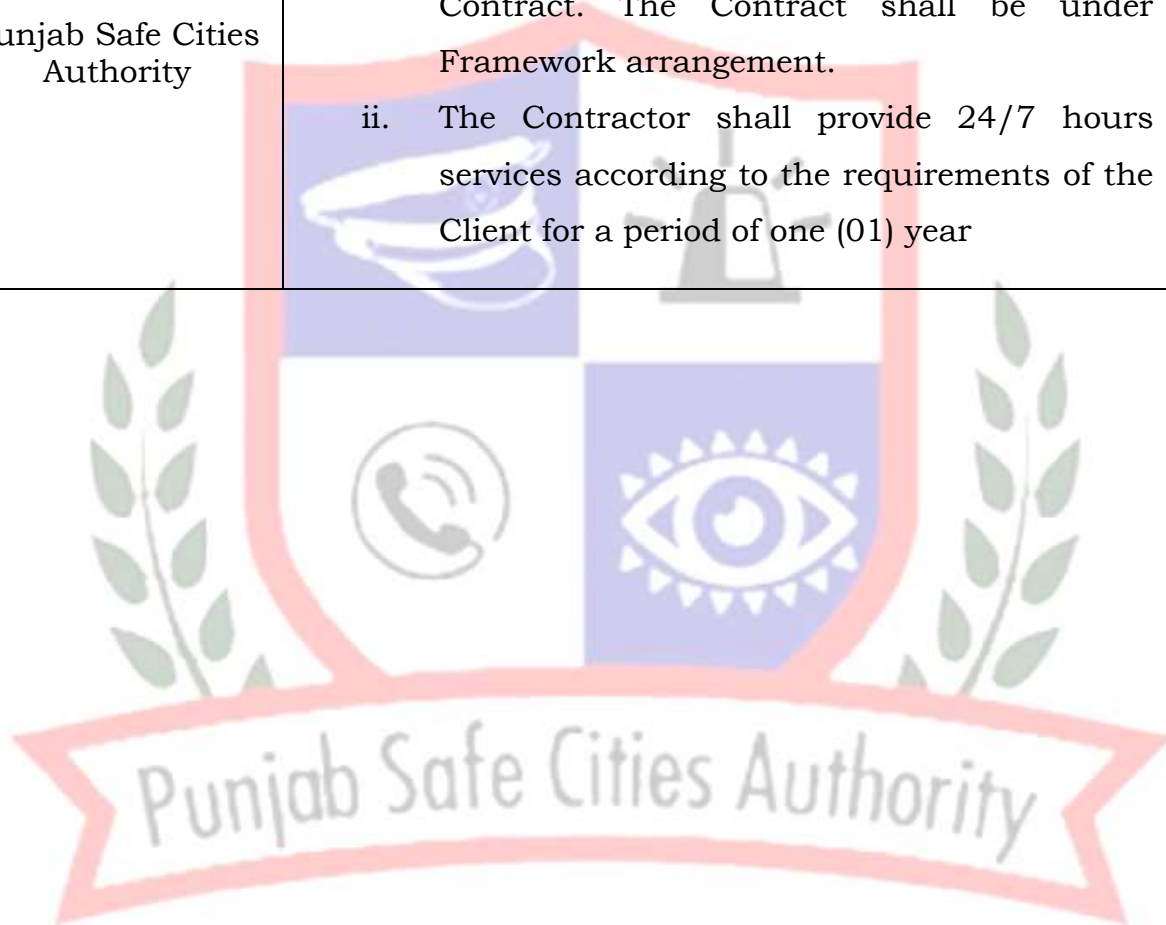 unjab Safe Cities
Authority
Contract. The Contract shall be under
Framework arrangement.
ii. The Contractor shall provide 24/7 hours
services according to the requirements of the
Client for a period of one (01) year
Punjab Safe Cities Authority